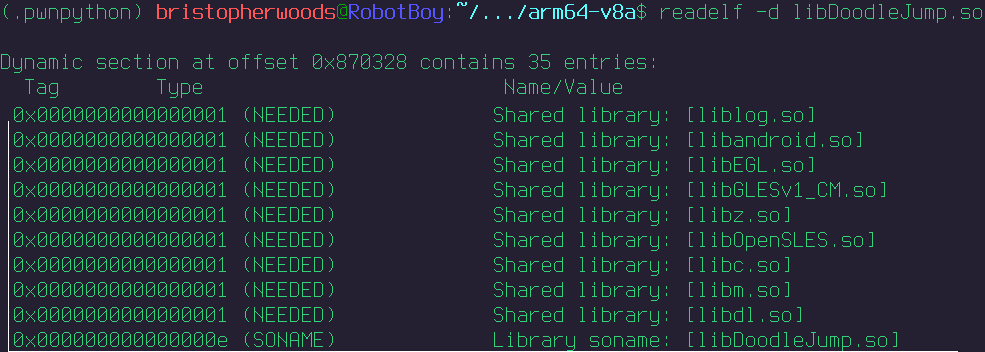 (.pwnpython) bristopherwoods@RobotBoy:~/.../arm64-v8a$ readelf -d libDoodleJump.so
Dynamic section at offset 0x870328 contains 35 entries:
Tag Type Name/Value
0x0000000000000001 (NEEDED) Shared library: [liblog.so]
0x0000000000000001 (NEEDED) Shared library: [libandroid.so]
0x0000000000000001 (NEEDED) Shared library: [libEGL.so]
0x0000000000000001 (NEEDED) Shared library: [libGLESv1_CM.so]
0x0000000000000001 (NEEDED) Shared library: [libz.so]
0x0000000000000001 (NEEDED) Shared library: [libOpenSLES.so]
0x0000000000000001 (NEEDED) Shared library: [libc.so]
0x0000000000000001 (NEEDED) Shared library: [libm.so]
0x0000000000000001 (NEEDED) Shared library: [libdl.so]
0x000000000000000e (SONAME) Library soname: [libDoodleJump.so]